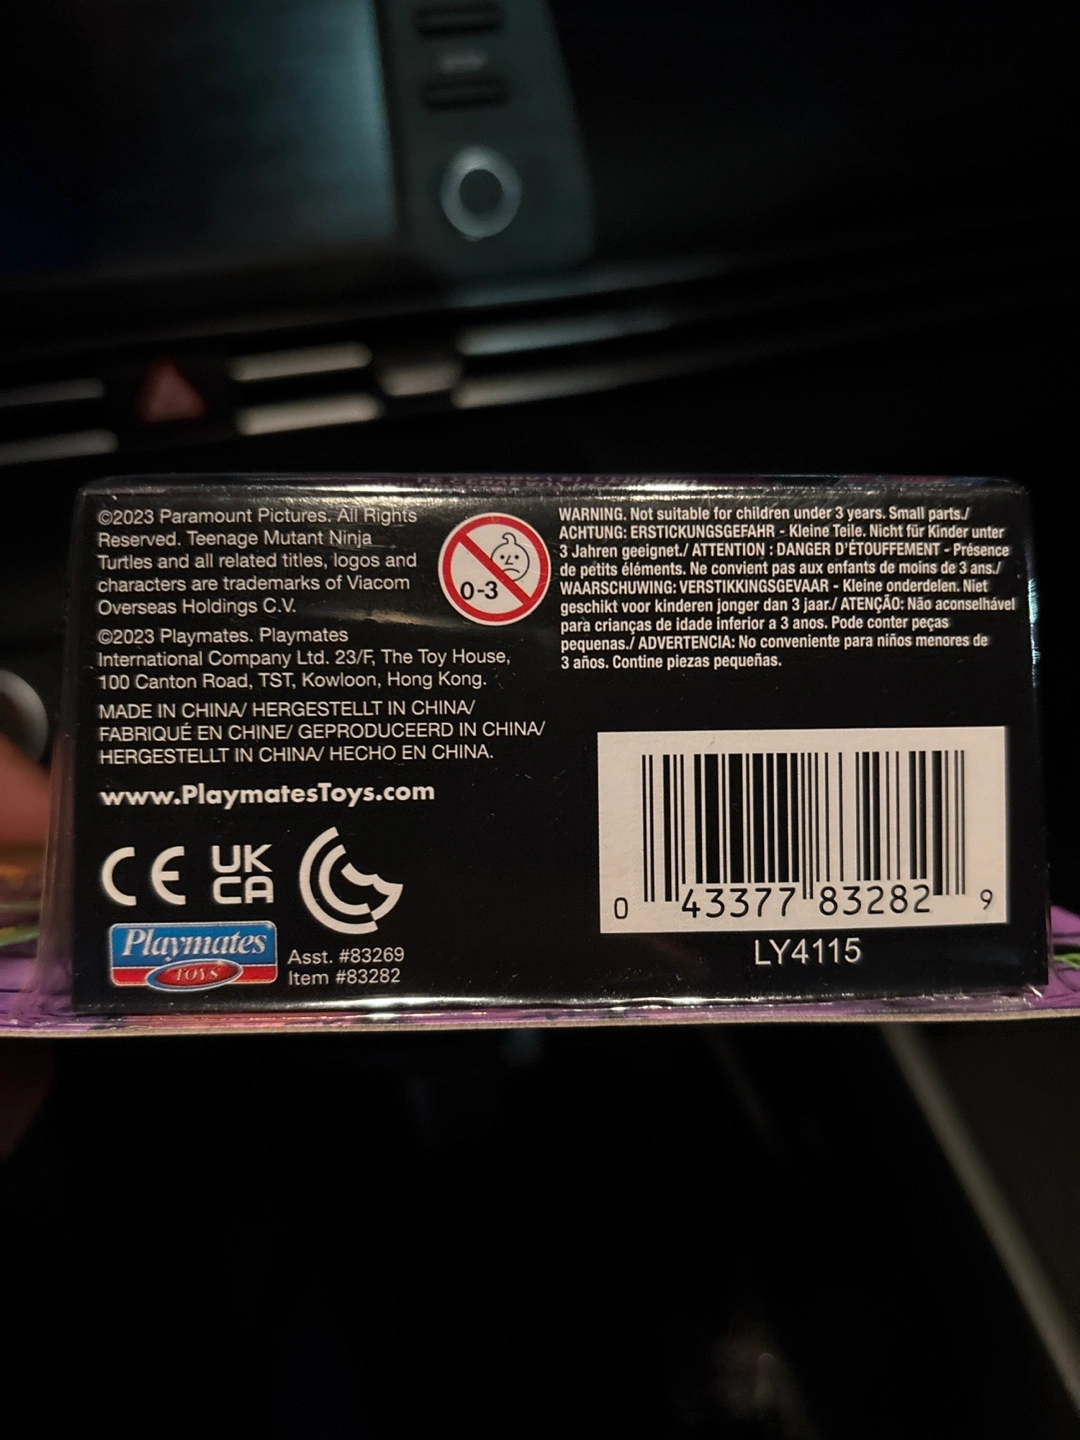 ©2023 Paramount Pictures. All Rights
Reserved. Teenage Mutant Ninja
Turtles and all related titles, logos and
characters are trademarks of Viacom
Overseas Holdings C.V.
©2023 Playmates. Playmates
International Company Ltd. 23/F, The Toy House,
100 Canton Road, TST, Kowloon, Hong Kong.
MADE IN CHINA/ HERGESTELLT IN CHINA/
FABRIQUÉ EN CHINE/ GEPRODUCEERD IN CHINA/
HERGESTELLT IN CHINA/ HECHO EN CHINA.
www.PlaymatesToys.com
CE
UK
CA
Playmates
TOYS
Asst. #83269
Item #83282
0-3
WARNING. Not suitable for children under 3 years. Small parts./
ACHTUNG: ERSTICKUNGSGEFAHR - Kleine Teile. Nicht für Kinder unter
3 Jahren geeignet./ ATTENTION : DANGER D'ÉTOUFFEMENT - Présence
de petits éléments. Ne convient pas aux enfants de moins de 3 ans./
WAARSCHUWING: VERSTIKKINGSGEVAAR - Kleine onderdelen. Niet
geschikt voor kinderen jonger dan 3 jaar./ ATENÇÃO: Não aconselhável
para crianças de idade inferior a 3 anos. Pode conter peças
pequenas./ ADVERTENCIA: No conveniente para niños menores de
3 años. Contine piezas pequeñas.
0 43377 83282 9
LY4115